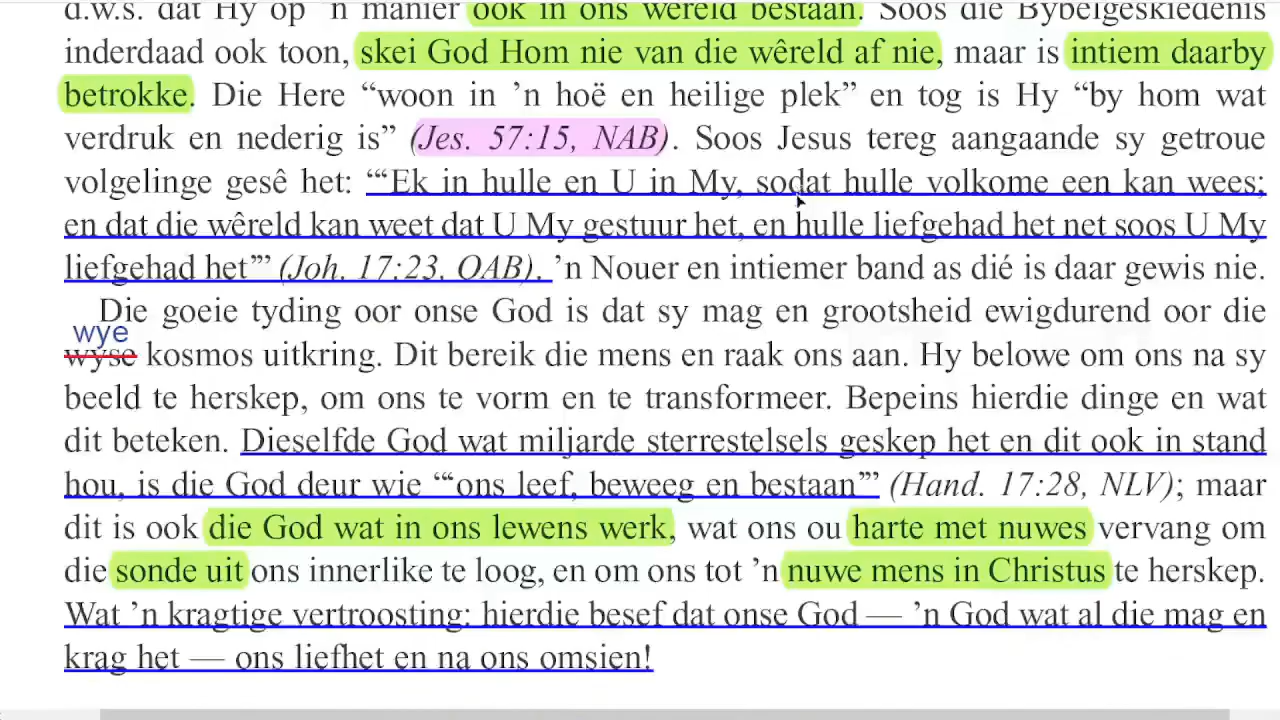 d.w.s. dat Hy op ’n manier ook in ons wêreld bestaan. Soos die Bybelgeskiedenis
inderdaad ook toon, skei God Hom nie van die wêreld af nie, maar is intiem daarby
betrokke. Die Here “woon in ’n hoë en heilige plek” en tog is Hy “by hom wat
verdruk en nederig is” (Jes. 57:15, NAB). Soos Jesus tereg aangaande sy getroue
volgelinge gesê het: “‘Ek in hulle en U in My, sodat hulle volkome een kan wees;
en dat die wêreld kan weet dat U My gestuur het, en hulle liefgehad het net soos U My
liefgehad het’” (Joh. 17:23, OAB). ’n Nouer en intiemer band as dié is daar gewis nie.
Die goeie tyding oor onse God is dat sy mag en grootsheid ewigdurend oor die
wye
wyse kosmos uitkring. Dit bereik die mens en raak ons aan. Hy belowe om ons na sy
beeld te herskep, om ons te vorm en te transformeer. Bepeins hierdie dinge en wat
dit beteken. Dieselfde God wat miljarde sterrestelsels geskep het en dit ook in stand
hou, is die God deur wie “‘ons leef, beweeg en bestaan’” (Hand. 17:28, NLV); maar
dit is ook die God wat in ons lewens werk, wat ons ou harte met nuwes vervang om
die sonde uit ons innerlike te loog, en om ons tot ’n nuwe mens in Christus te herskep.
Wat ’n kragtige vertroosting: hierdie besef dat onse God — ’n God wat al die mag en
krag het — ons liefhet en na ons omsien!